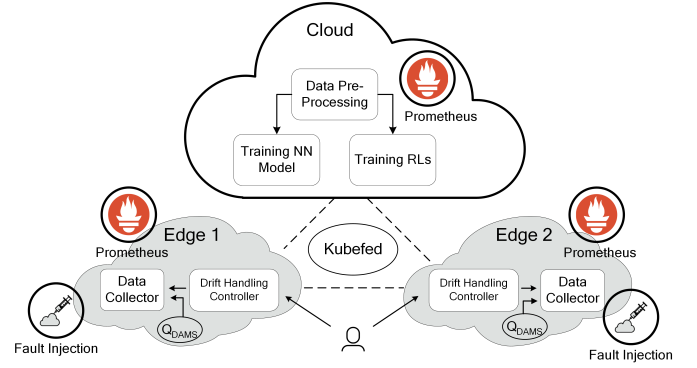 Cloud
Data Pre-
Processing
Prometheus
Training NN
Model
Training RLs
Prometheus
Edge 1
Data
Collector
Drift Handling
Controller
QDAMS
Fault Injection
Kubefed
Edge 2
Prometheus
Drift Handling
Controller
Data
Collector
QDAMS
Fault Injection